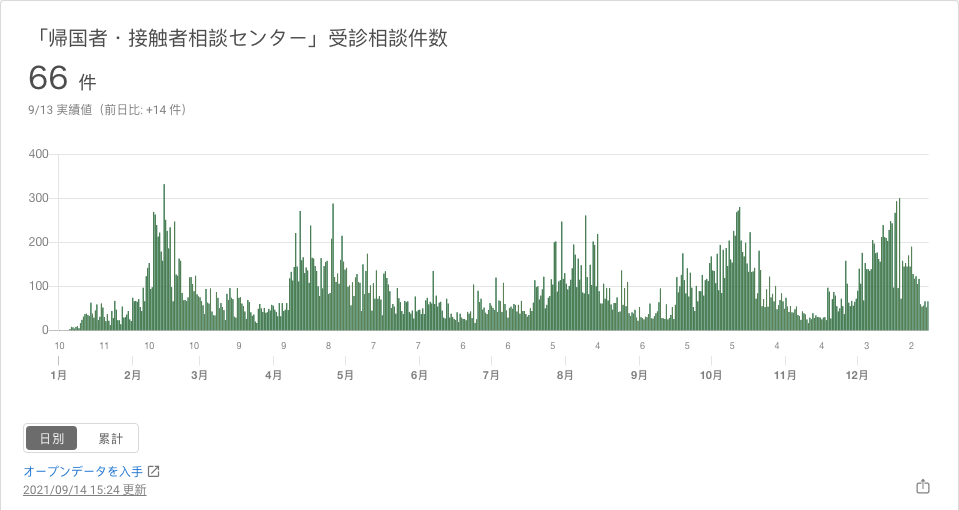 「帰国者・接触者相談センター」受診相談件数
66 件
9/13 実績値（前日比: +14 件）
400
300
200
100
0
10 11 10 10 9 9 8 7 7 6 6 5 4 6 5 5 4 4 3 2
1月 2月 3月 4月 5月 6月 7月 8月 9月 10月 11月 12月
日別 累計
オープンデータを入手
2021/09/14 15:24 更新